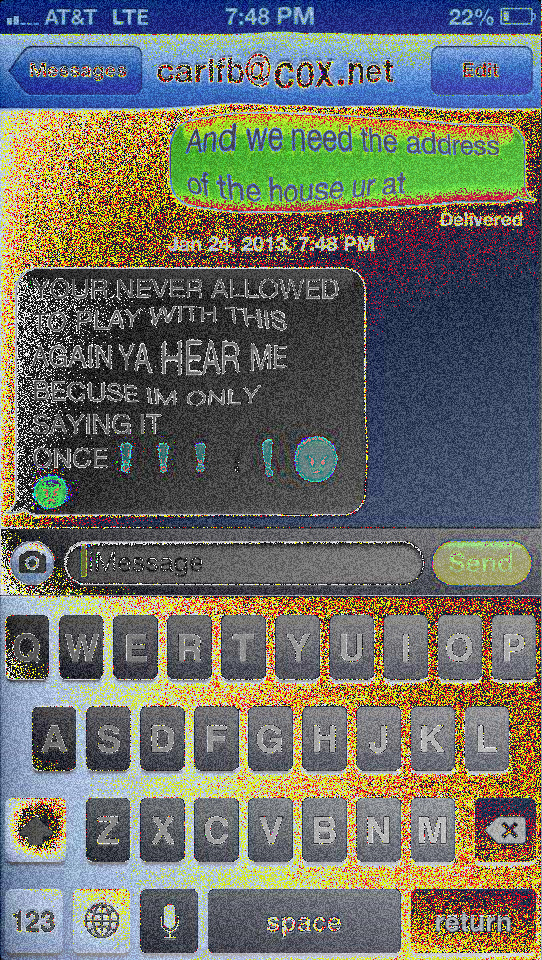 AT&T LTE 7:48 PM 22%
Messages carifb@cox.net Edit
And we need the address
of the house ur at
Delivered
Jan 24, 2013, 7:48 PM
YOUR NEVER ALLOWED
TO PLAY WITH THIS
AGAIN YA HEAR ME
BECUSE IM ONLY
SAYING IT
ONCE ❗❗❗❗❗
Message Send
Q W E R T Y U I O P
A S D F G H J K L
Z X C V B N M
123 space return